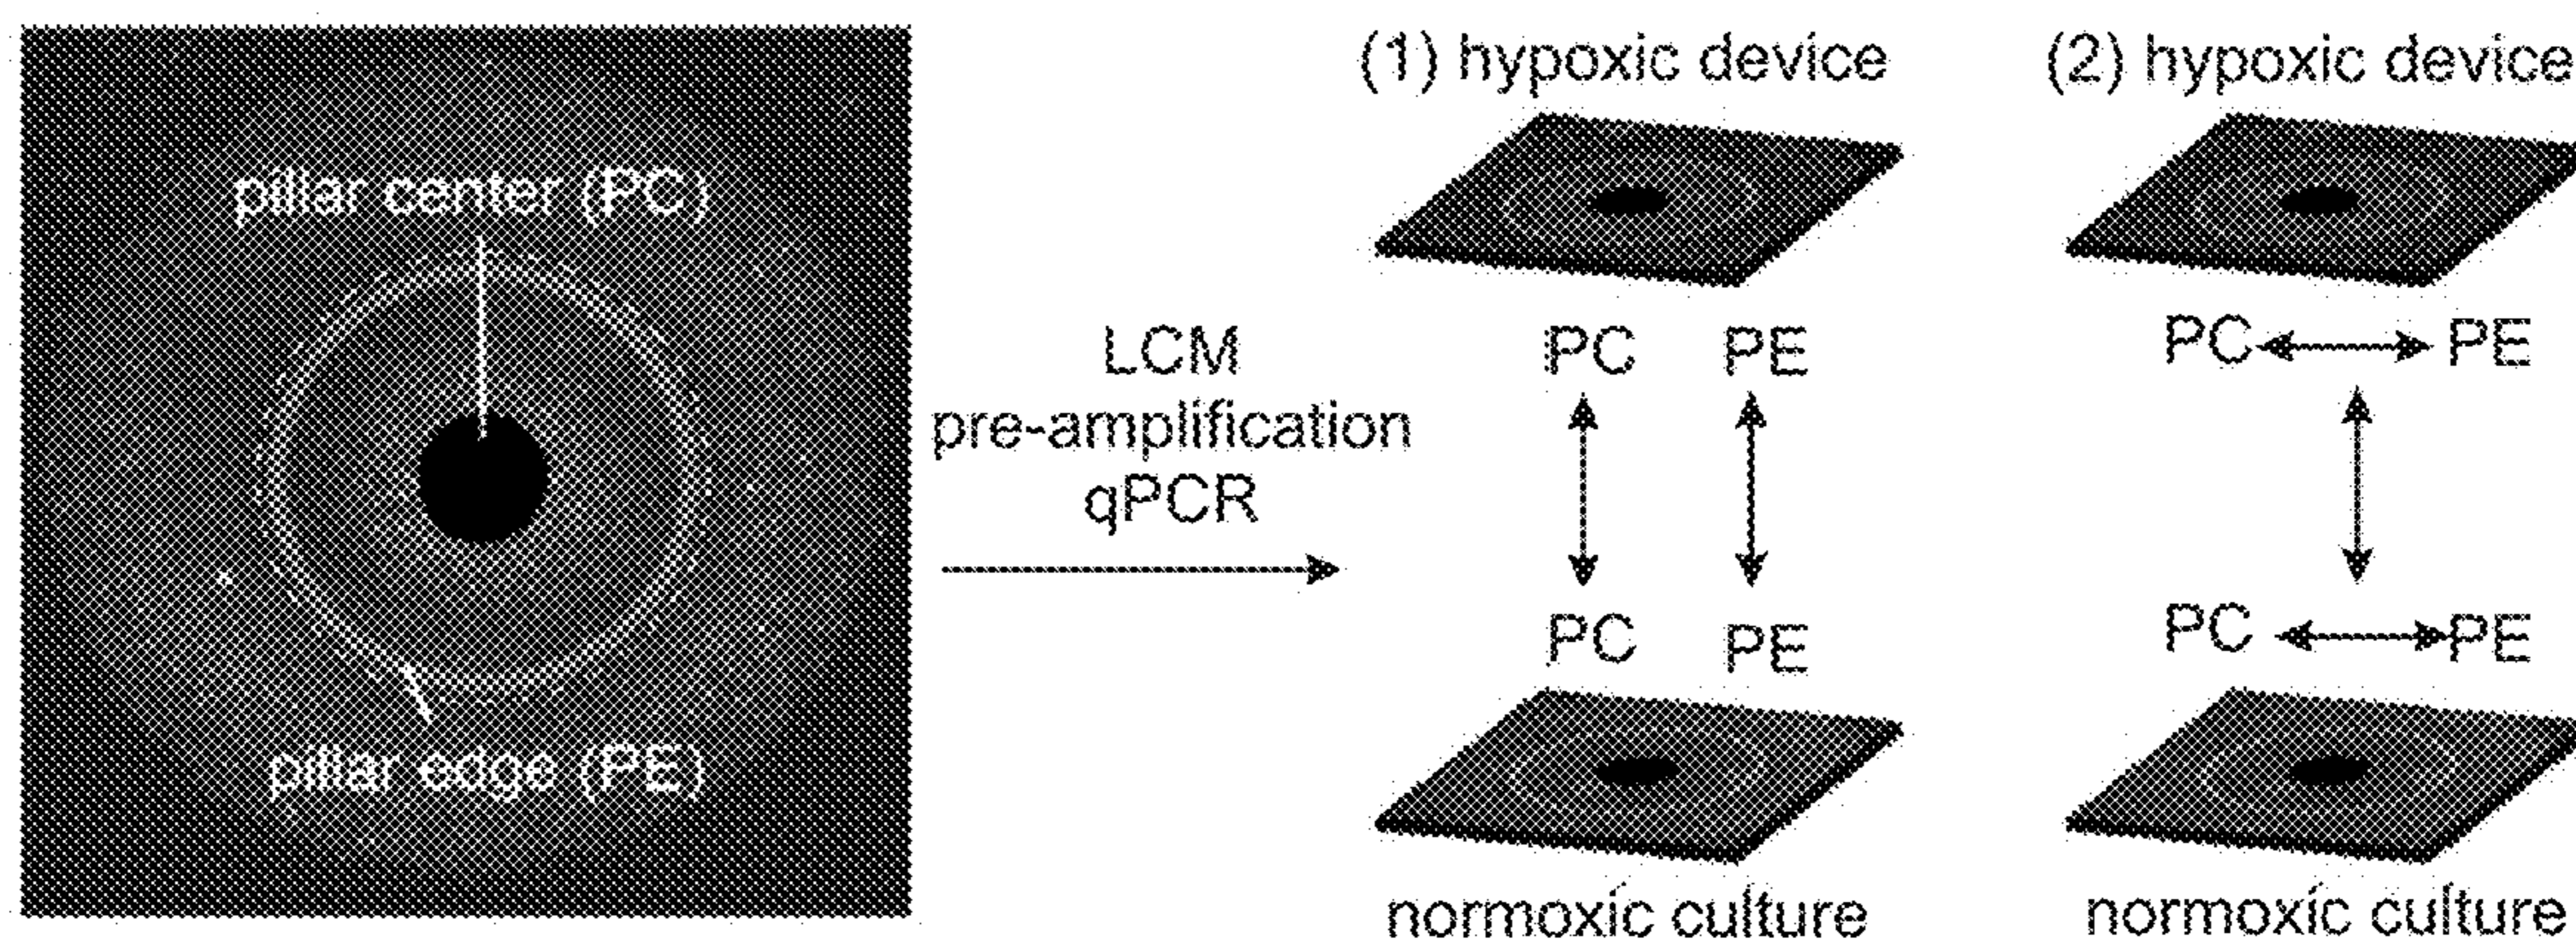 pillar center (PC)
pillar edge (PE)
LCM
pre-amplification
qPCR
(1) hypoxic device
PC PE
PC PE
normoxic culture
(2) hypoxic device
PC PE
PC PE
normoxic culture